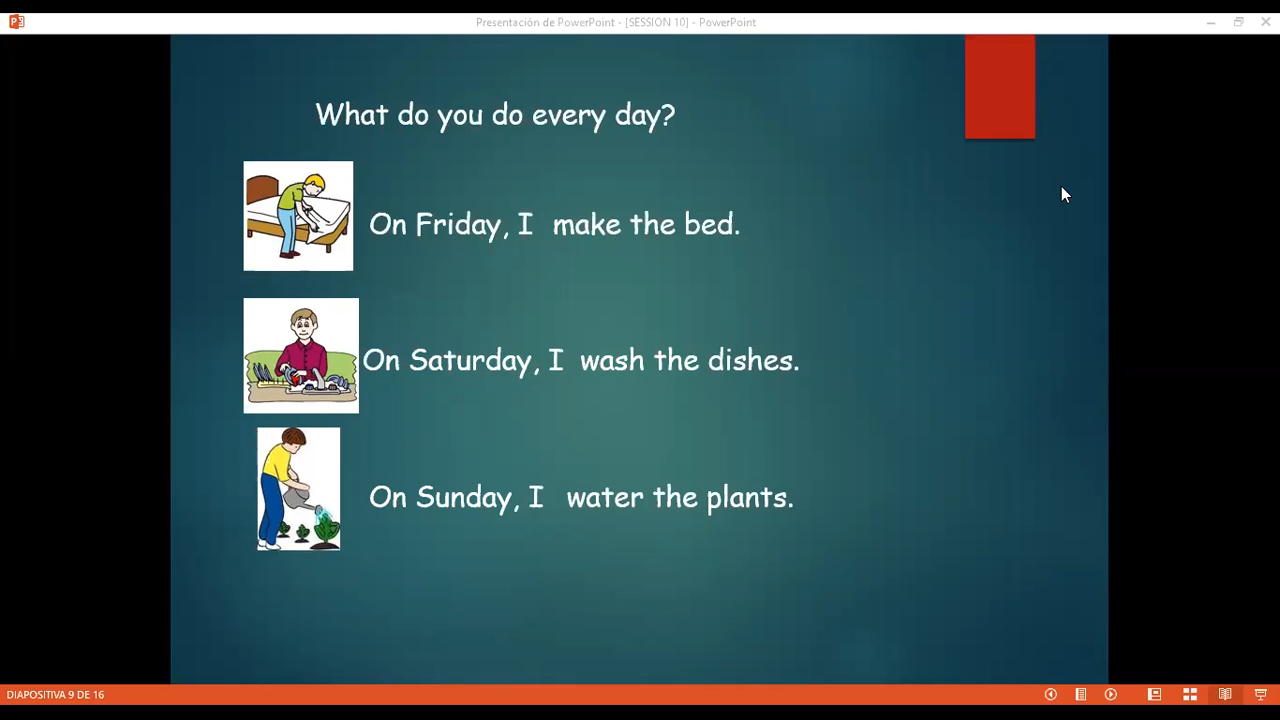 Presentación de PowerPoint - [SESSION 10] - PowerPoint
What do you do every day?
On Friday, I make the bed.
On Saturday, I wash the dishes.
On Sunday, I water the plants.
DIAPOSITIVA 9 DE 16